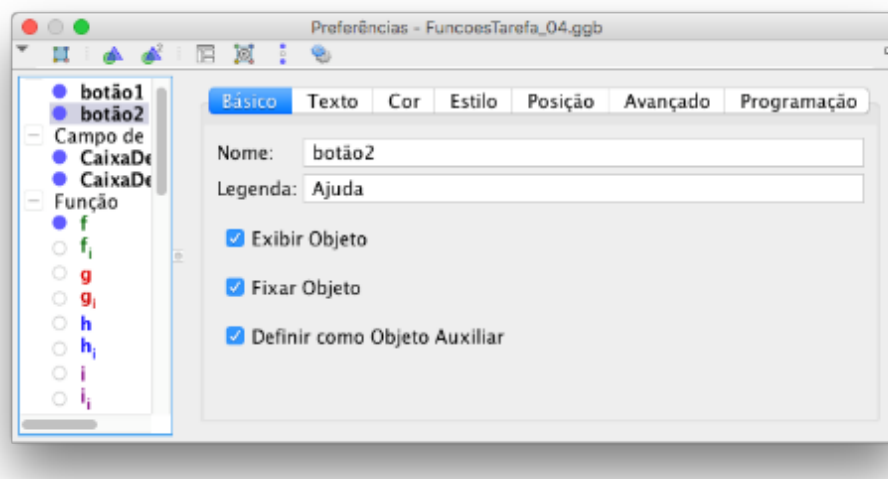 Preferências - FuncoesTarefa_04.ggb
botão1
botão2
Campo de
CaixaDe
CaixaDe
Função
f
fi
g
gi
h
hi
i
ii
Básico Texto Cor Estilo Posição Avançado Programação
Nome: botão2
Legenda: Ajuda
Exibir Objeto
Fixar Objeto
Definir como Objeto Auxiliar